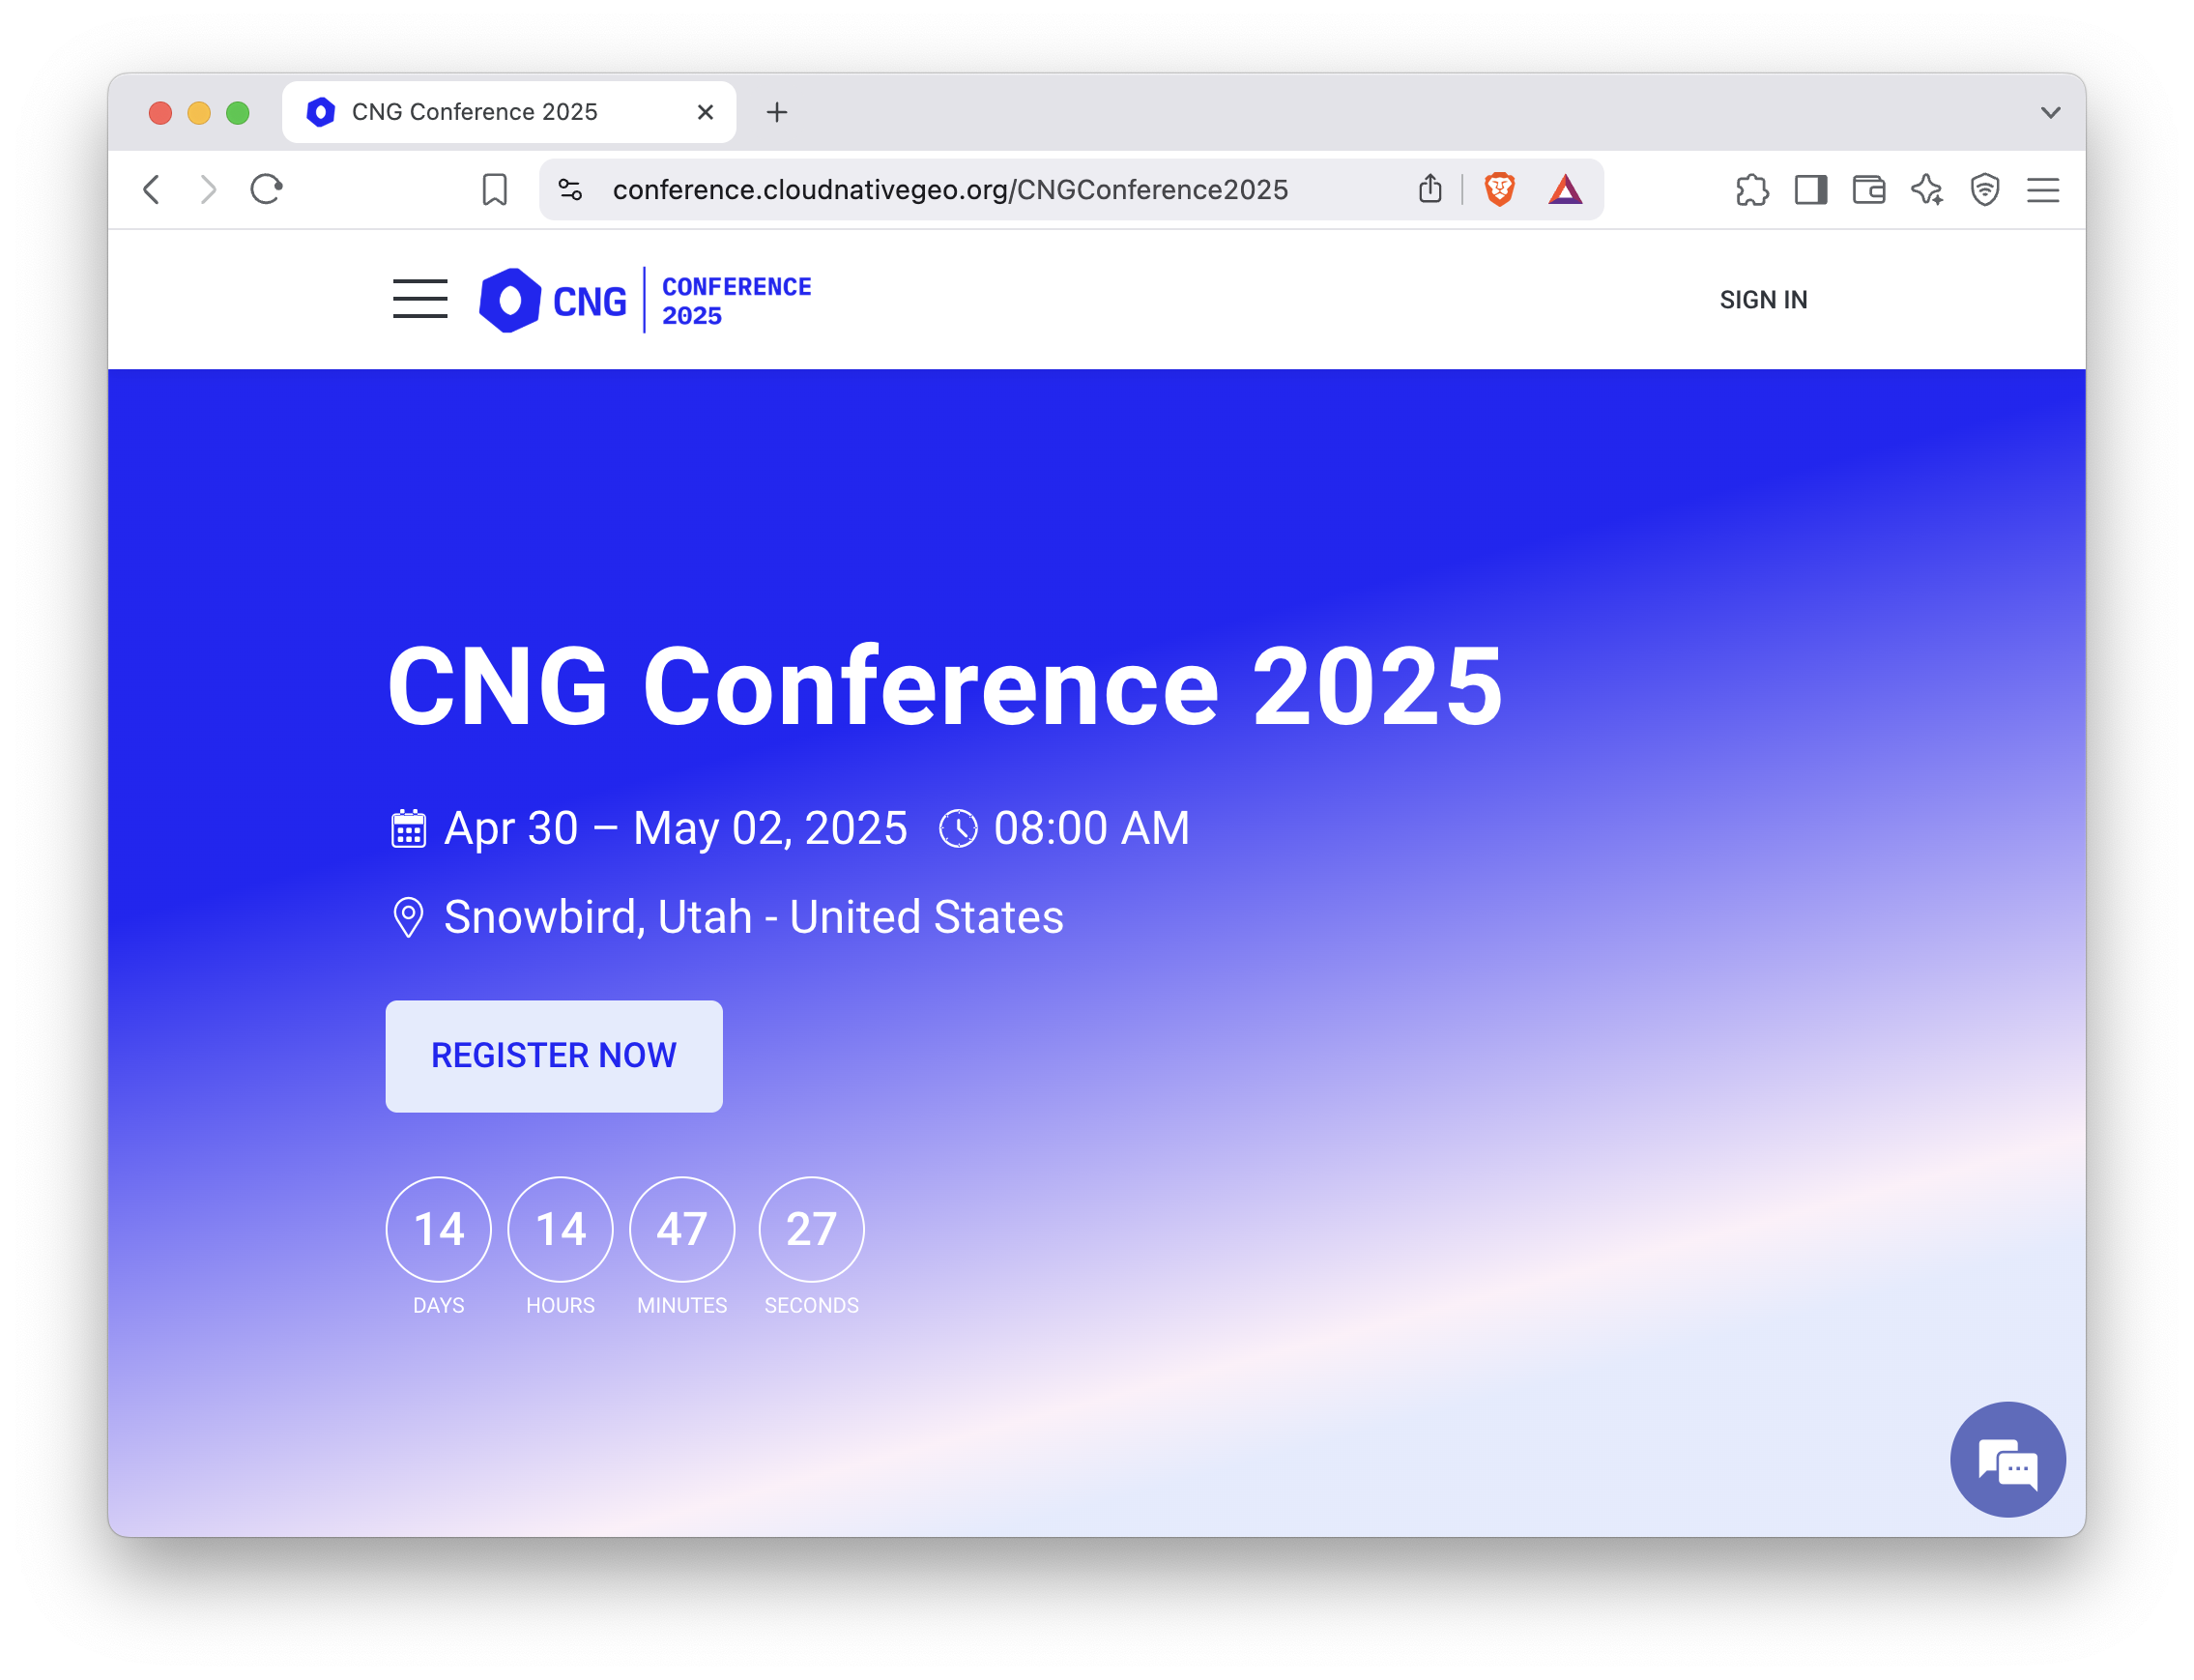 CNG Conference 2025
conference.cloudnativegeo.org/CNGConference2025
CNG
CONFERENCE
2025
SIGN IN
CNG Conference 2025
Apr 30 – May 02, 2025 08:00 AM
Snowbird, Utah - United States
REGISTER NOW
14 14 47 27
DAYS HOURS MINUTES SECONDS